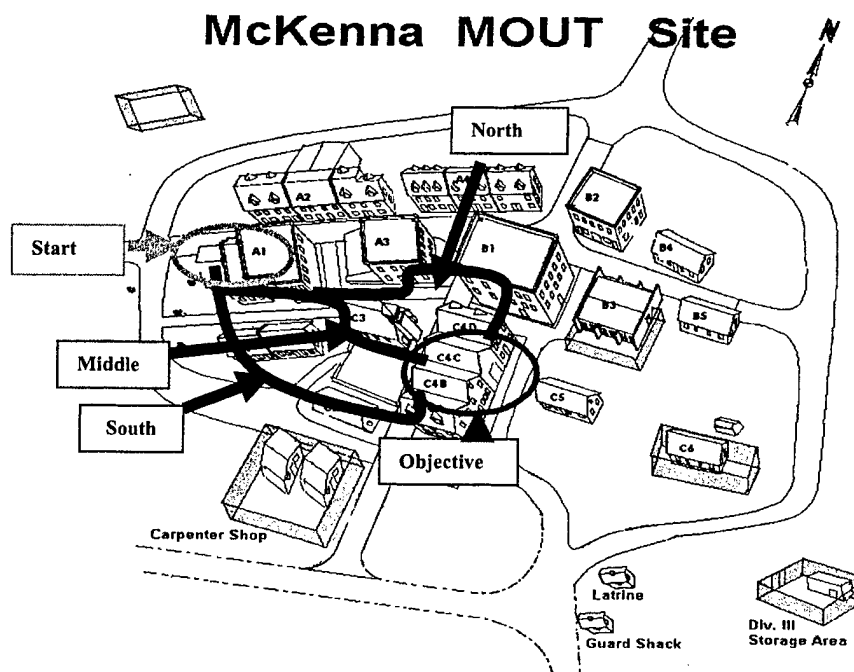 McKenna MOUT Site
N
North
A2
B2
Start
A1
A3
B1
B4
B3
B5
C3
C4D
Middle
C4C
C4B
C5
South
Objective
C6
Carpenter Shop
Latrine
Guard Shack
Div. III
Storage Area